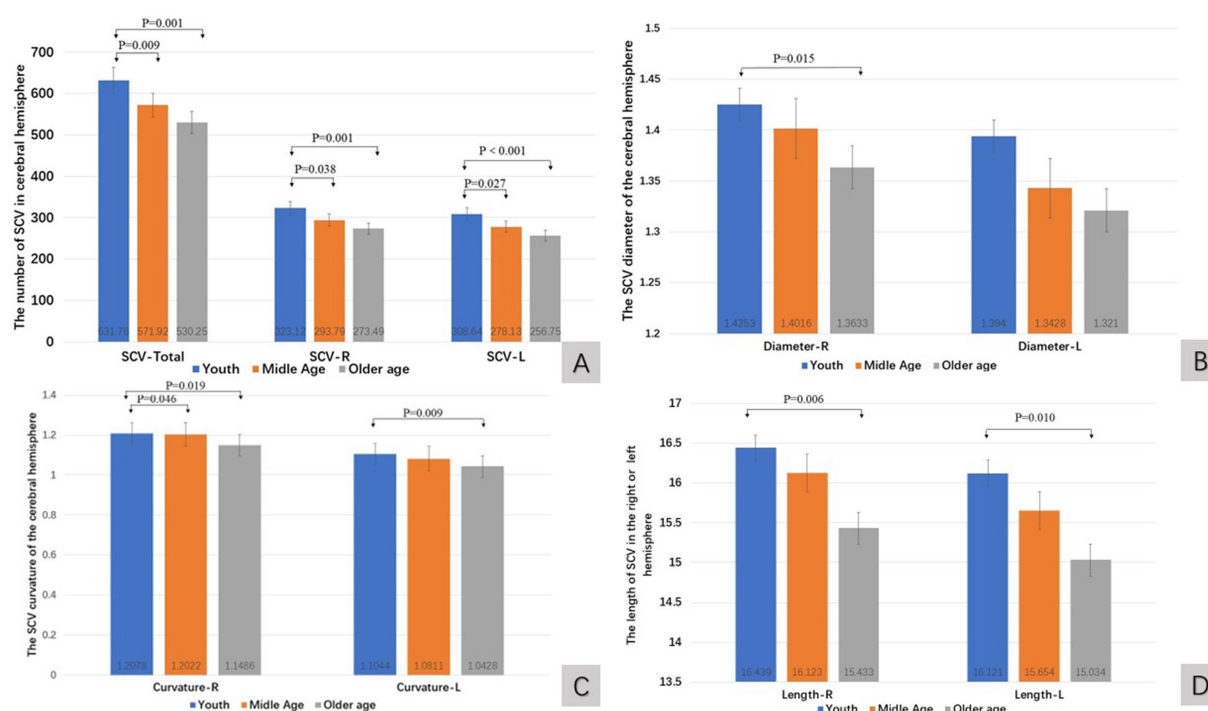 P=0.001
P=0.009
700
600
500
400
300
200
100
0
The number of SCV in cerebral hemisphere
P=0.001
P=0.038
P < 0.001
P=0.027
631.76 571.92 530.25 323.12 293.79 273.49 308.64 278.13 256.75
SCV-Total SCV-R SCV-L
Youth Midle Age Older age
A
1.5
1.45
1.4
1.35
1.3
1.25
1.2
The SCV diameter of the cerebral hemisphere
P=0.015
1.4253 1.4016 1.3633 1.394 1.3428 1.321
Diameter-R Diameter-L
Youth Midle Age Older age
B
1.4
1.2
1
0.8
0.6
0.4
0.2
0
The SCV curvature of the cerebral hemisphere
P=0.019
P=0.046
P=0.009
1.2078 1.2022 1.1486 1.1044 1.0811 1.0428
Curvature-R Curvature-L
Youth Midle Age Older age
C
17
16.5
16
15.5
15
14.5
14
13.5
The length of SCV in the right or left
hemisphere
P=0.006
P=0.010
16.439 16.123 15.433 16.121 15.654 15.034
Length-R Length-L
Youth Midle Age Older age
D